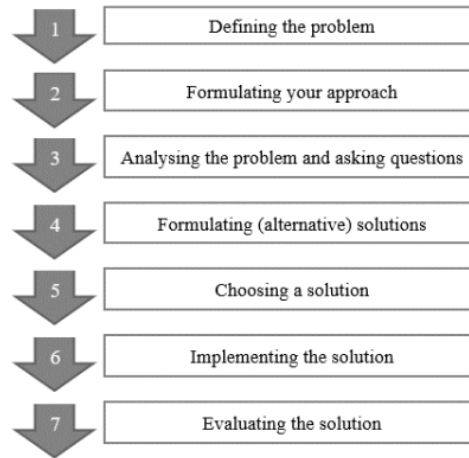 1 Defining the problem
2 Formulating your approach
3 Analysing the problem and asking questions
4 Formulating (alternative) solutions
5 Choosing a solution
6 Implementing the solution
7 Evaluating the solution